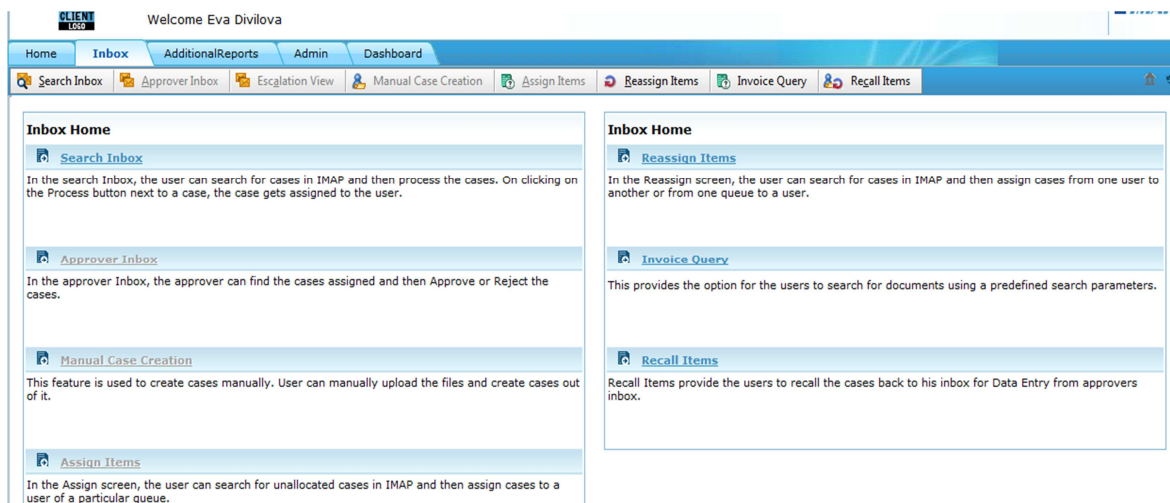 CLIENT
LOGO
Welcome Eva Divilova
Home Inbox AdditionalReports Admin Dashboard
Search Inbox Approver Inbox Escalation View Manual Case Creation Assign Items Reassign Items Invoice Query Recall Items
Inbox Home
Search Inbox
In the search Inbox, the user can search for cases in IMAP and then process the cases. On clicking on
the Process button next to a case, the case gets assigned to the user.
Approver Inbox
In the approver Inbox, the approver can find the cases assigned and then Approve or Reject the
cases.
Manual Case Creation
This feature is used to create cases manually. User can manually upload the files and create cases out
of it.
Assign Items
In the Assign screen, the user can search for unallocated cases in IMAP and then assign cases to a
user of a particular queue.
Inbox Home
Reassign Items
In the Reassign screen, the user can search for cases in IMAP and then assign cases from one user to
another or from one queue to a user.
Invoice Query
This provides the option for the users to search for documents using a predefined search parameters.
Recall Items
Recall Items provide the users to recall the cases back to his inbox for Data Entry from approvers
inbox.